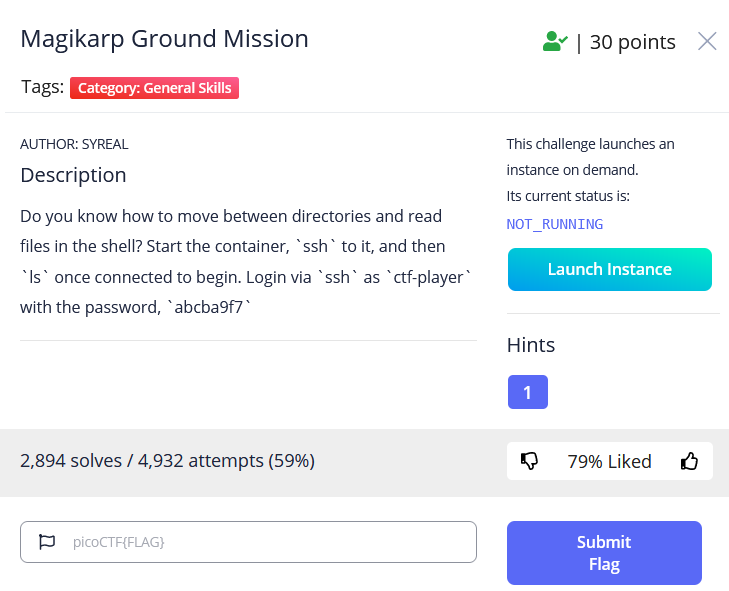 Magikarp Ground Mission
| 30 points
Tags: Category: General Skills
AUTHOR: SYREAL
Description
Do you know how to move between directories and read
files in the shell? Start the container, `ssh` to it, and then
`ls` once connected to begin. Login via `ssh` as `ctf-player`
with the password, `abcba9f7`
This challenge launches an
instance on demand.
Its current status is:
NOT_RUNNING
Launch Instance
Hints
1
2,894 solves / 4,932 attempts (59%)
79% Liked
picoCTF{FLAG}
Submit
Flag